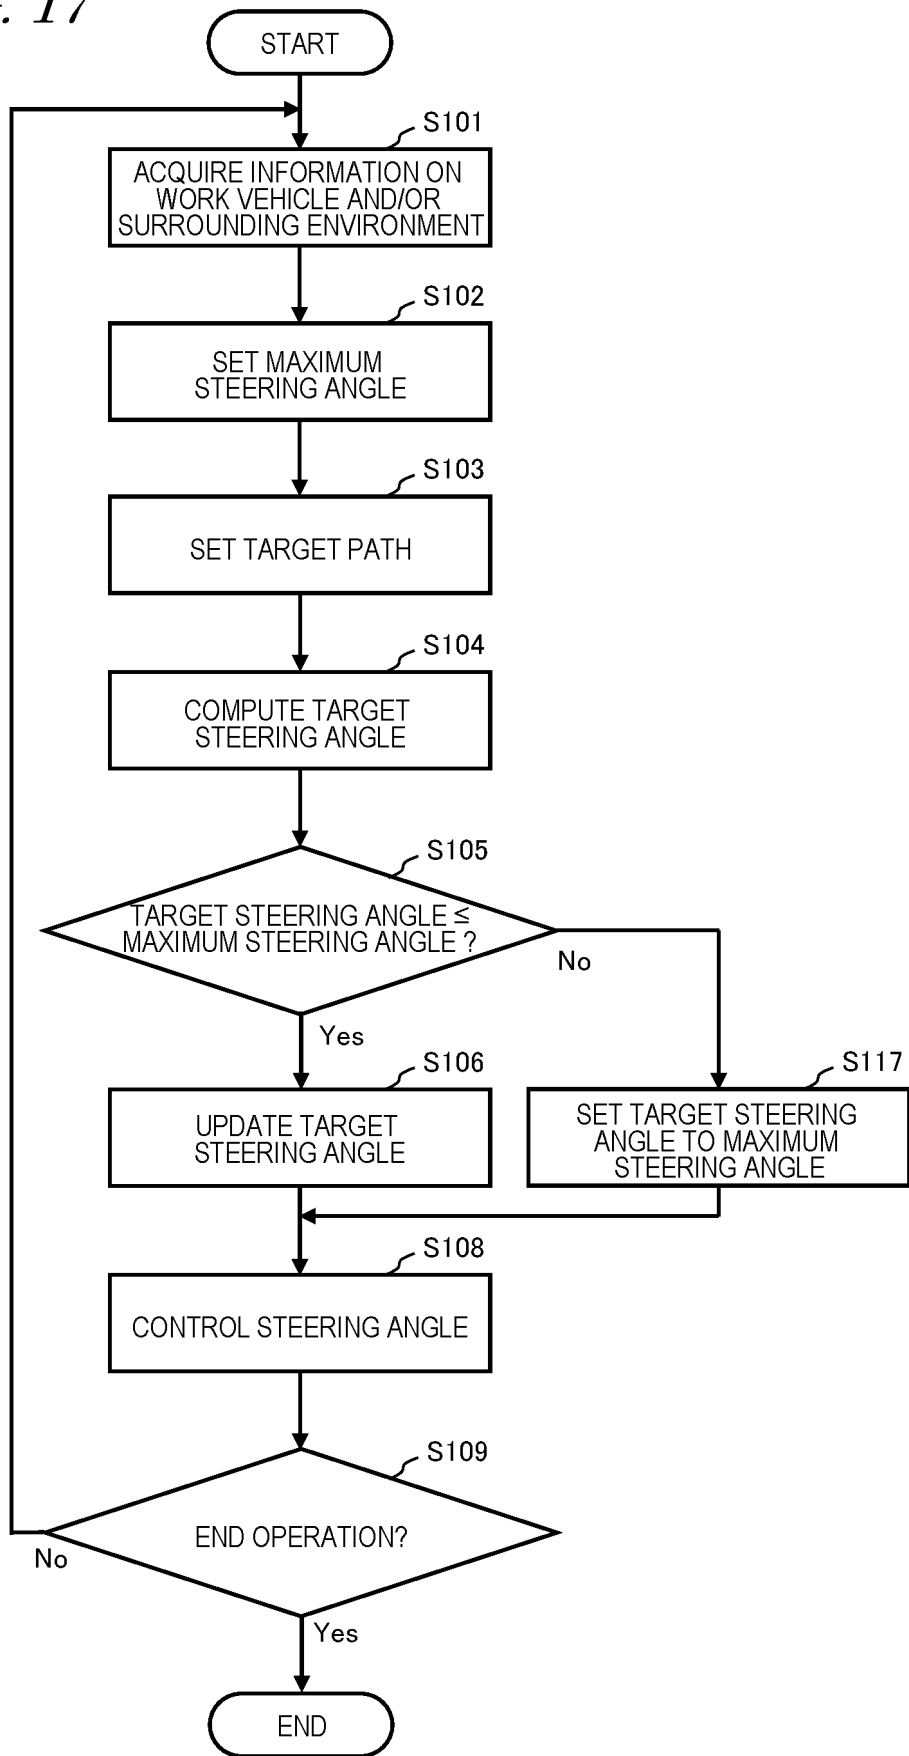 17
START
S101
ACQUIRE INFORMATION ON
WORK VEHICLE AND/OR
SURROUNDING ENVIRONMENT
S102
SET MAXIMUM
STEERING ANGLE
S103
SET TARGET PATH
S104
COMPUTE TARGET
STEERING ANGLE
S105
TARGET STEERING ANGLE ≤
MAXIMUM STEERING ANGLE ?
No
Yes
S106
UPDATE TARGET
STEERING ANGLE
S117
SET TARGET STEERING
ANGLE TO MAXIMUM
STEERING ANGLE
S108
CONTROL STEERING ANGLE
S109
END OPERATION?
No
Yes
END